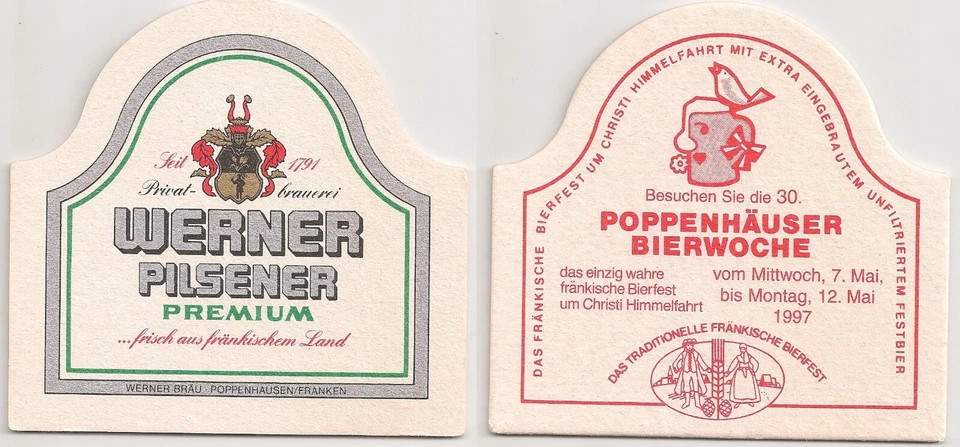 Seit 1791
Privat- brauerei
WERNER
PILSENER
PREMIUM
...frisch aus fränkischem Land
WERNER BRÄU · POPPENHAUSEN/FRANKEN
DAS FRÄNKISCHE BIERFEST UM CHRISTI HIMMELFAHRT MIT EXTRA EINGEBRAUTEM UNFILTRIERTEM FESTBIER
Besuchen Sie die 30.
POPPENHÄUSER
BIERWOCHE
das einzig wahre
fränkische Bierfest
um Christi Himmelfahrt
vom Mittwoch, 7. Mai,
bis Montag, 12. Mai
1997
DAS TRADITIONELLE FRÄNKISCHE BIERFEST